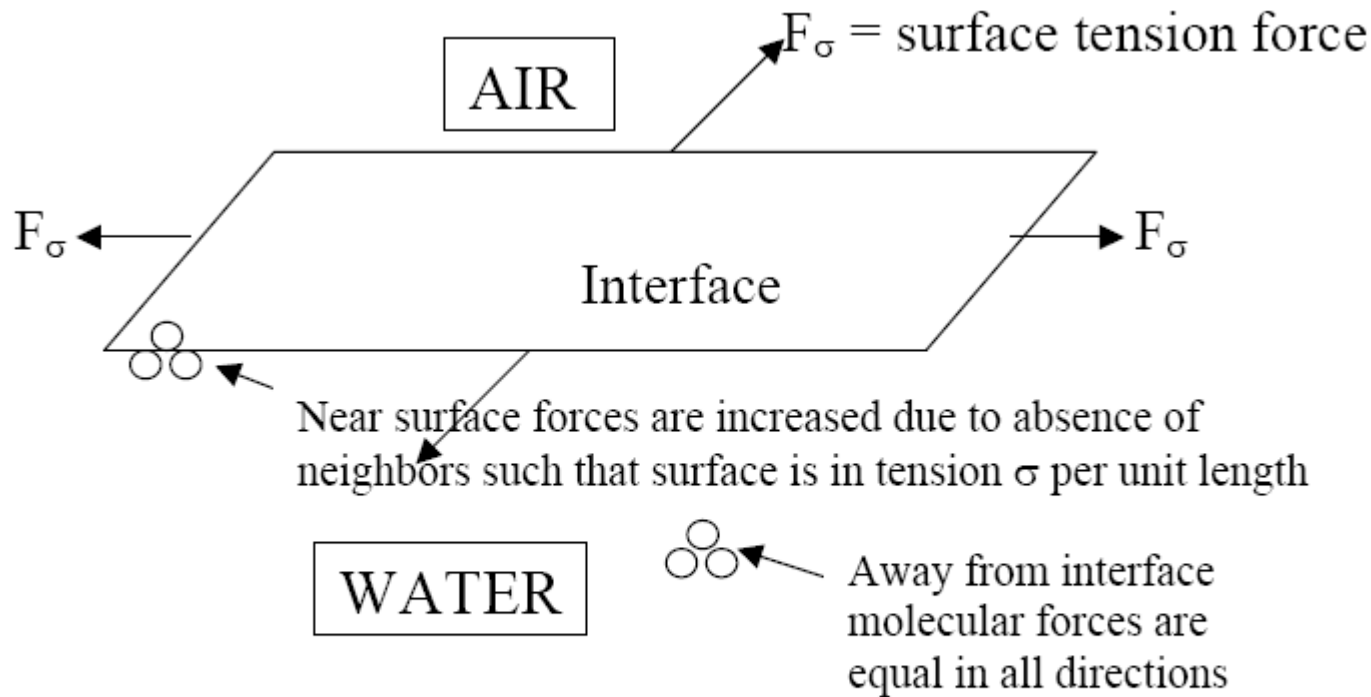 F_σ = surface tension force
AIR
F_σ
F_σ
Interface
Near surface forces are increased due to absence of
neighbors such that surface is in tension σ per unit length
WATER
Away from interface
molecular forces are
equal in all directions